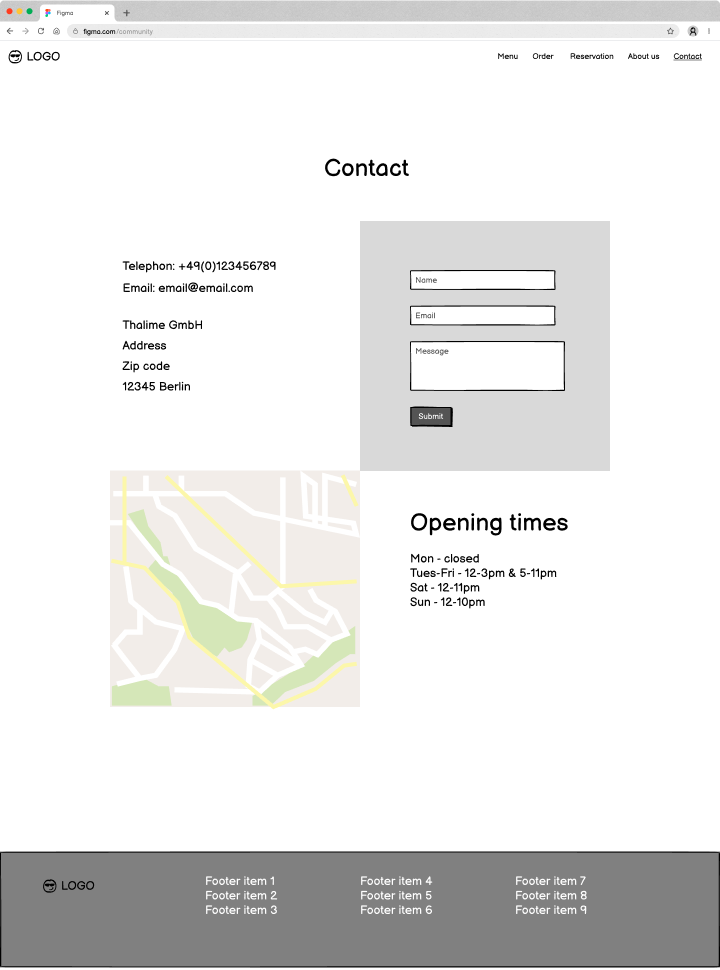 Figma
figma.com/community
LOGO
Menu Order Reservation About us Contact
Contact
Telephon: +49(0)123456789
Email: email@email.com
Thalime GmbH
Address
Zip code
12345 Berlin
Name
Email
Message
Submit
Opening times
Mon - closed
Tues-Fri - 12-3pm & 5-11pm
Sat - 12-11pm
Sun - 12-10pm
LOGO
Footer item 1
Footer item 2
Footer item 3
Footer item 4
Footer item 5
Footer item 6
Footer item 7
Footer item 8
Footer item 9